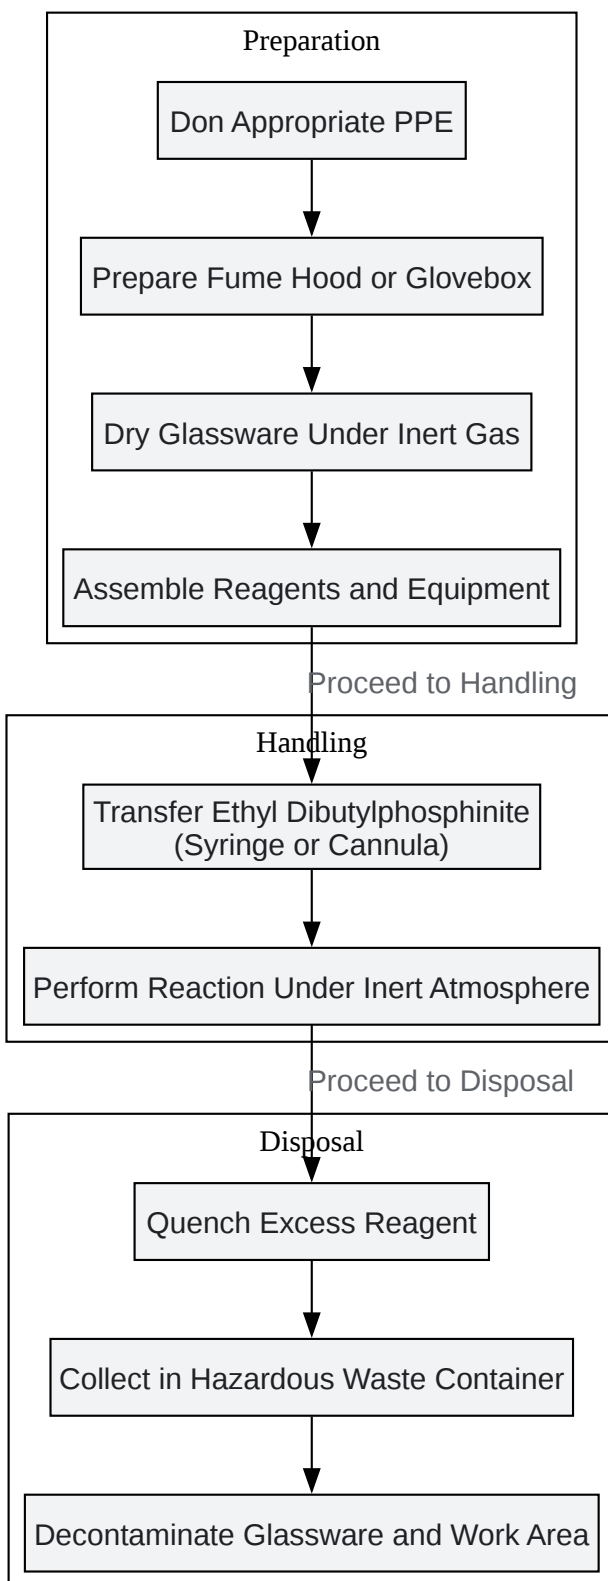 Preparation
Don Appropriate PPE
Prepare Fume Hood or Glovebox
Dry Glassware Under Inert Gas
Assemble Reagents and Equipment
Proceed to Handling
Handling
Transfer Ethyl Dibutylphosphinite
(Syringe or Cannula)
Perform Reaction Under Inert Atmosphere
Proceed to Disposal
Disposal
Quench Excess Reagent
Collect in Hazardous Waste Container
Decontaminate Glassware and Work Area